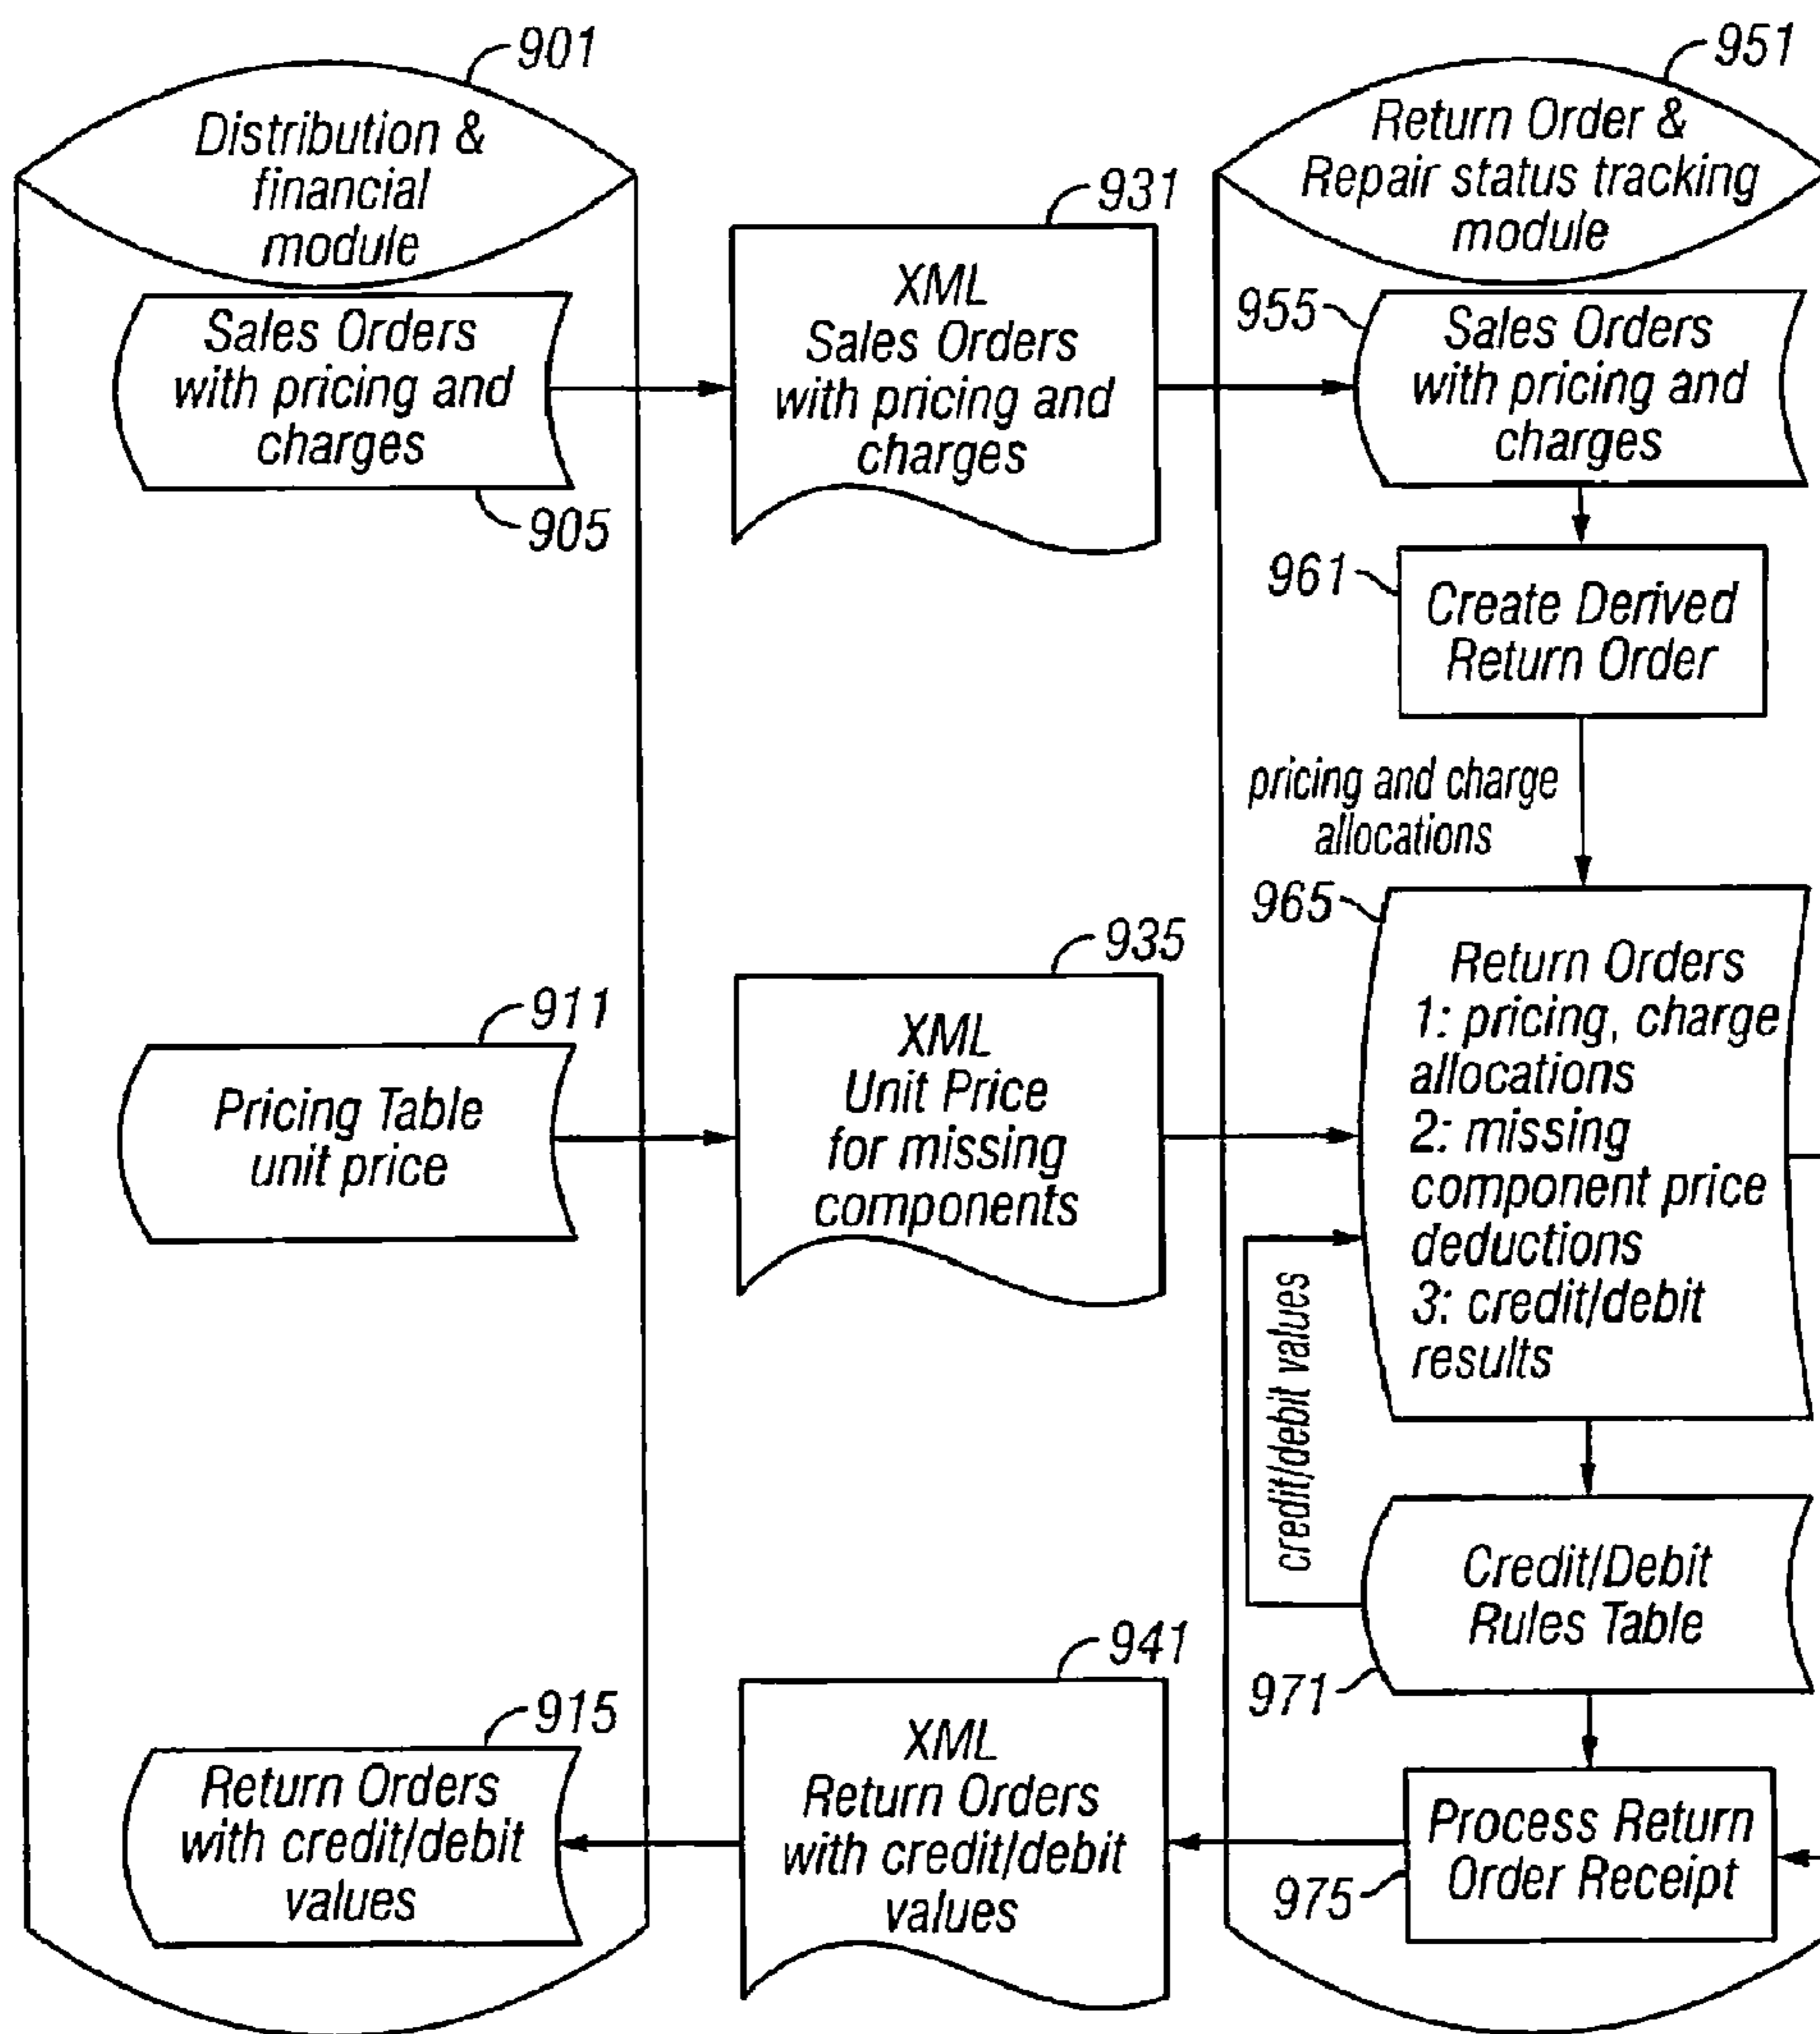 901
Distribution &
financial
module
Sales Orders
with pricing and
charges
905
931
XML
Sales Orders
with pricing and
charges
951
Return Order &
Repair status tracking
module
955
Sales Orders
with pricing and
charges
961
Create Derived
Return Order
pricing and charge
allocations
911
Pricing Table
unit price
935
XML
Unit Price
for missing
components
965
Return Orders
1: pricing, charge
allocations
2: missing
component price
deductions
3: credit/debit
results
credit/debit values
Credit/Debit
Rules Table
971
915
Return Orders
with credit/debit
values
941
XML
Return Orders
with credit/debit
values
Process Return
Order Receipt
975